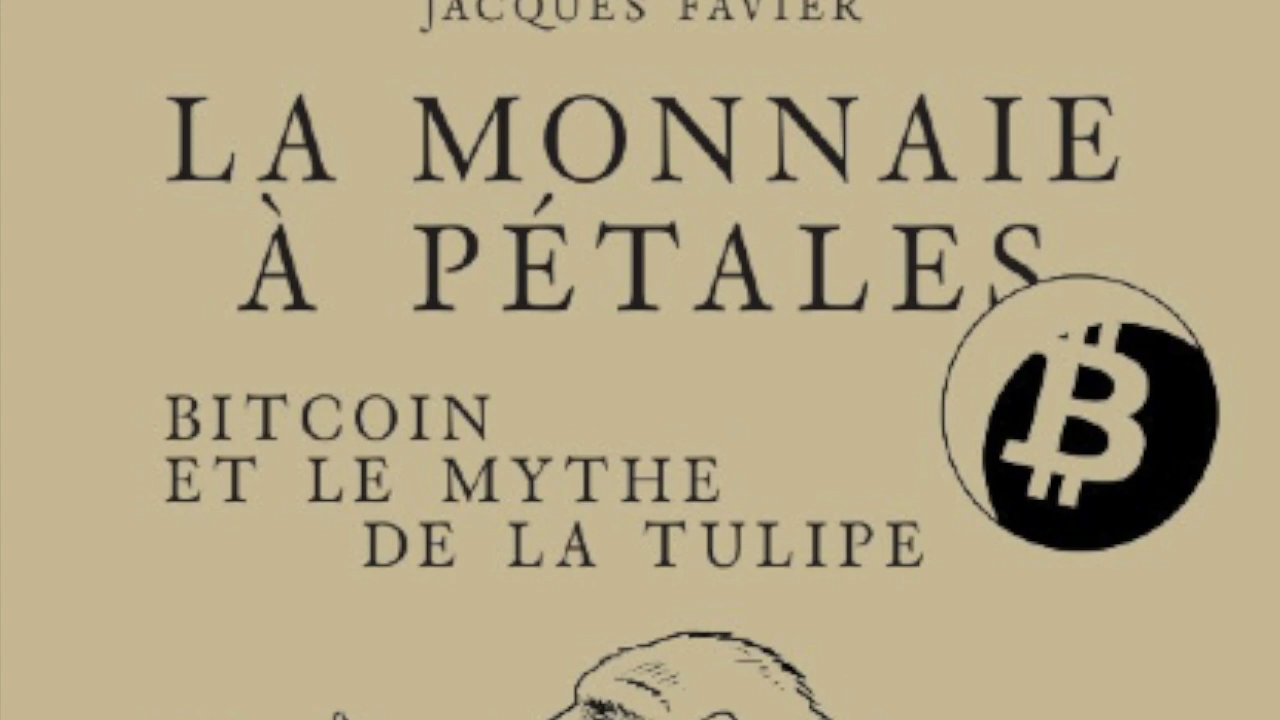 JACQUES FAVIER
LA MONNAIE
À PÉTALES
BITCOIN
ET LE MYTHE
DE LA TULIPE